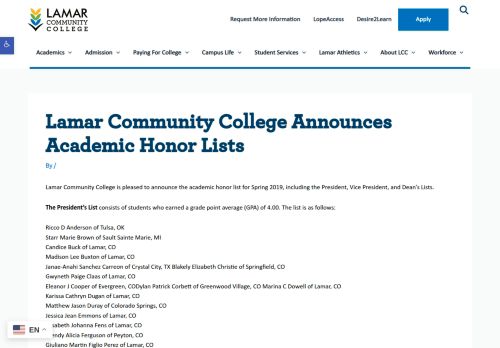 LAMAR
COMMUNITY
COLLEGE
Request More Information LopeAccess Desire2Learn Apply
Academics Admission Paying For College Campus Life Student Services Lamar Athletics About LCC Workforce
Lamar Community College Announces
Academic Honor Lists
By /
Lamar Community College is pleased to announce the academic honor list for Spring 2019, including the President, Vice President, and Dean's Lists.
The President's List consists of students who earned a grade point average (GPA) of 4.00. The list is as follows:
Ricco D Anderson of Tulsa, OK
Starr Marie Brown of Sault Sainte Marie, MI
Candice Buck of Lamar, CO
Madison Lee Buxton of Lamar, CO
Janae-Anahi Sanchez Carreon of Crystal City, TX Blakely Elizabeth Christie of Springfield, CO
Gwyneth Paige Claas of Lamar, CO
Eleanor J Cooper of Evergreen, CODylan Patrick Corbett of Greenwood Village, CO Marina C Dowell of Lamar, CO
Karissa Cathryn Dugan of Lamar, CO
Matthew Jason Duray of Colorado Springs, CO
Jessica Jean Emmons of Lamar, CO
abeth Johanna Fens of Lamar, CO
endy Alicia Ferguson of Peyton, CO
Giuliano Martin Figlio Perez of Lamar, CO
EN